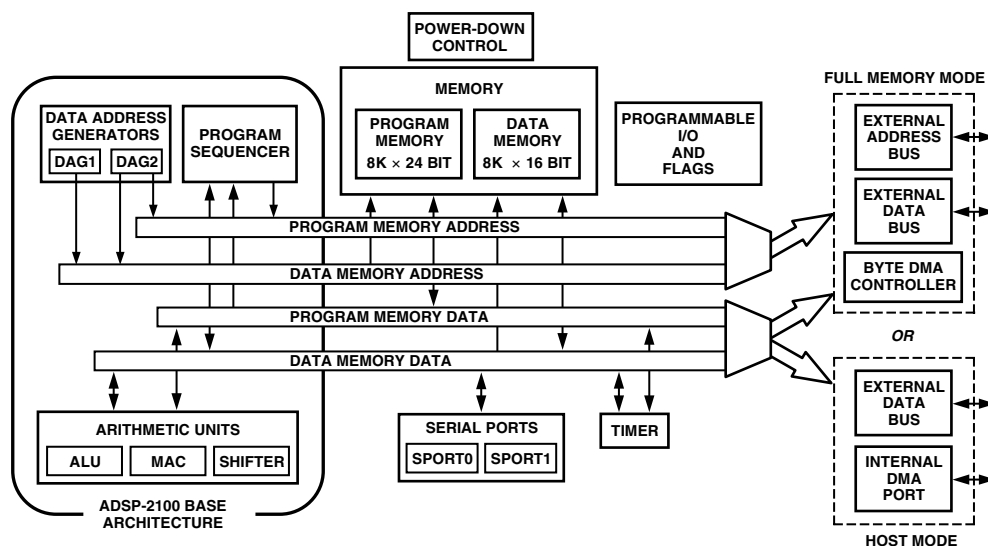 POWER-DOWN
CONTROL
FULL MEMORY MODE
MEMORY
DATA ADDRESS
GENERATORS
DAG1
DAG2
PROGRAM
SEQUENCER
PROGRAM
MEMORY
8K × 24 BIT
DATA
MEMORY
8K × 16 BIT
PROGRAMMABLE
I/O
AND
FLAGS
EXTERNAL
ADDRESS
BUS
EXTERNAL
DATA
BUS
BYTE DMA
CONTROLLER
PROGRAM MEMORY ADDRESS
DATA MEMORY ADDRESS
PROGRAM MEMORY DATA
DATA MEMORY DATA
OR
EXTERNAL
DATA
BUS
INTERNAL
DMA
PORT
HOST MODE
ARITHMETIC UNITS
ALU
MAC
SHIFTER
SERIAL PORTS
SPORT0
SPORT1
TIMER
ADSP-2100 BASE
ARCHITECTURE